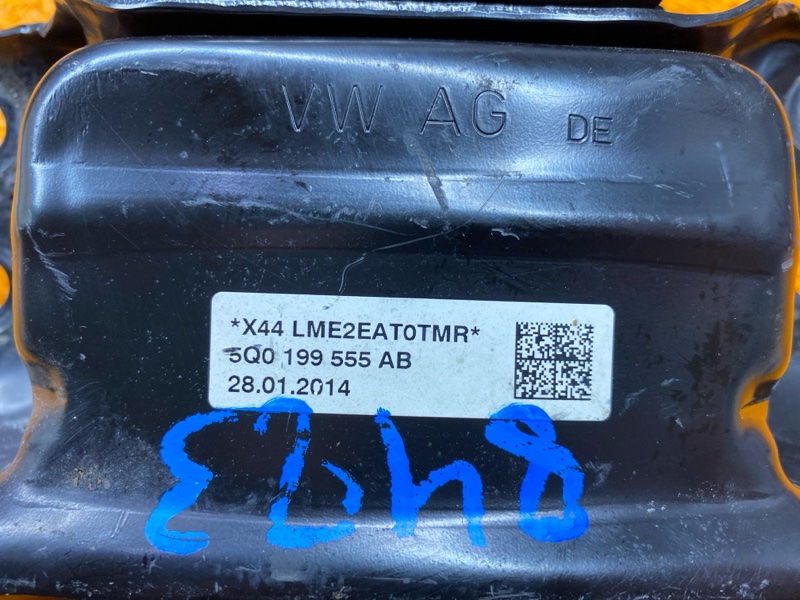 VW AG DE
*X44 LME2EAT0TMR*
5Q0 199 555 AB
28.01.2014